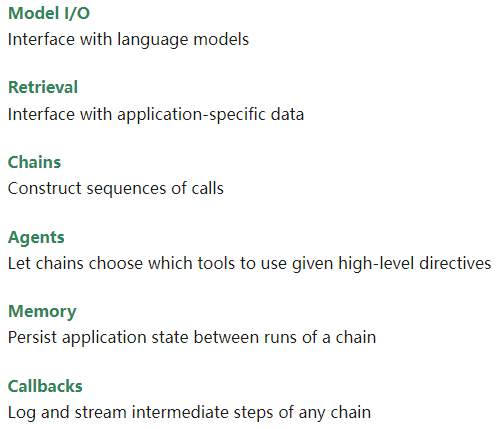 Model I/O
Interface with language models
Retrieval
Interface with application-specific data
Chains
Construct sequences of calls
Agents
Let chains choose which tools to use given high-level directives
Memory
Persist application state between runs of a chain
Callbacks
Log and stream intermediate steps of any chain